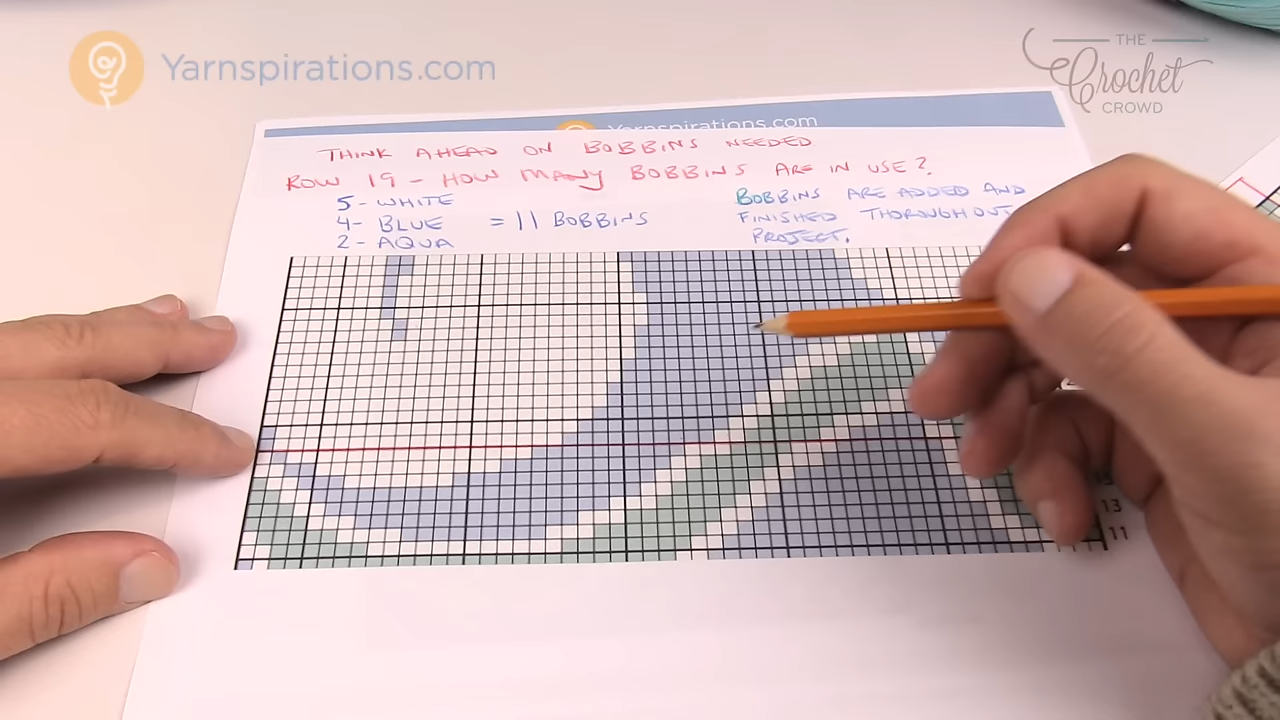 Yarnspirations.com
THE
Crochet
CROWD
Yarnspirations.com
THINK AHEAD ON BOBBINS NEEDED
ROW 19 - HOW MANY BOBBINS ARE IN USE?
5 - WHITE
4 - BLUE = 11 BOBBINS
2 - AQUA
BOBBINS ARE ADDED AND
FINISHED THOROUGHOUT
PROJECT.
13
11